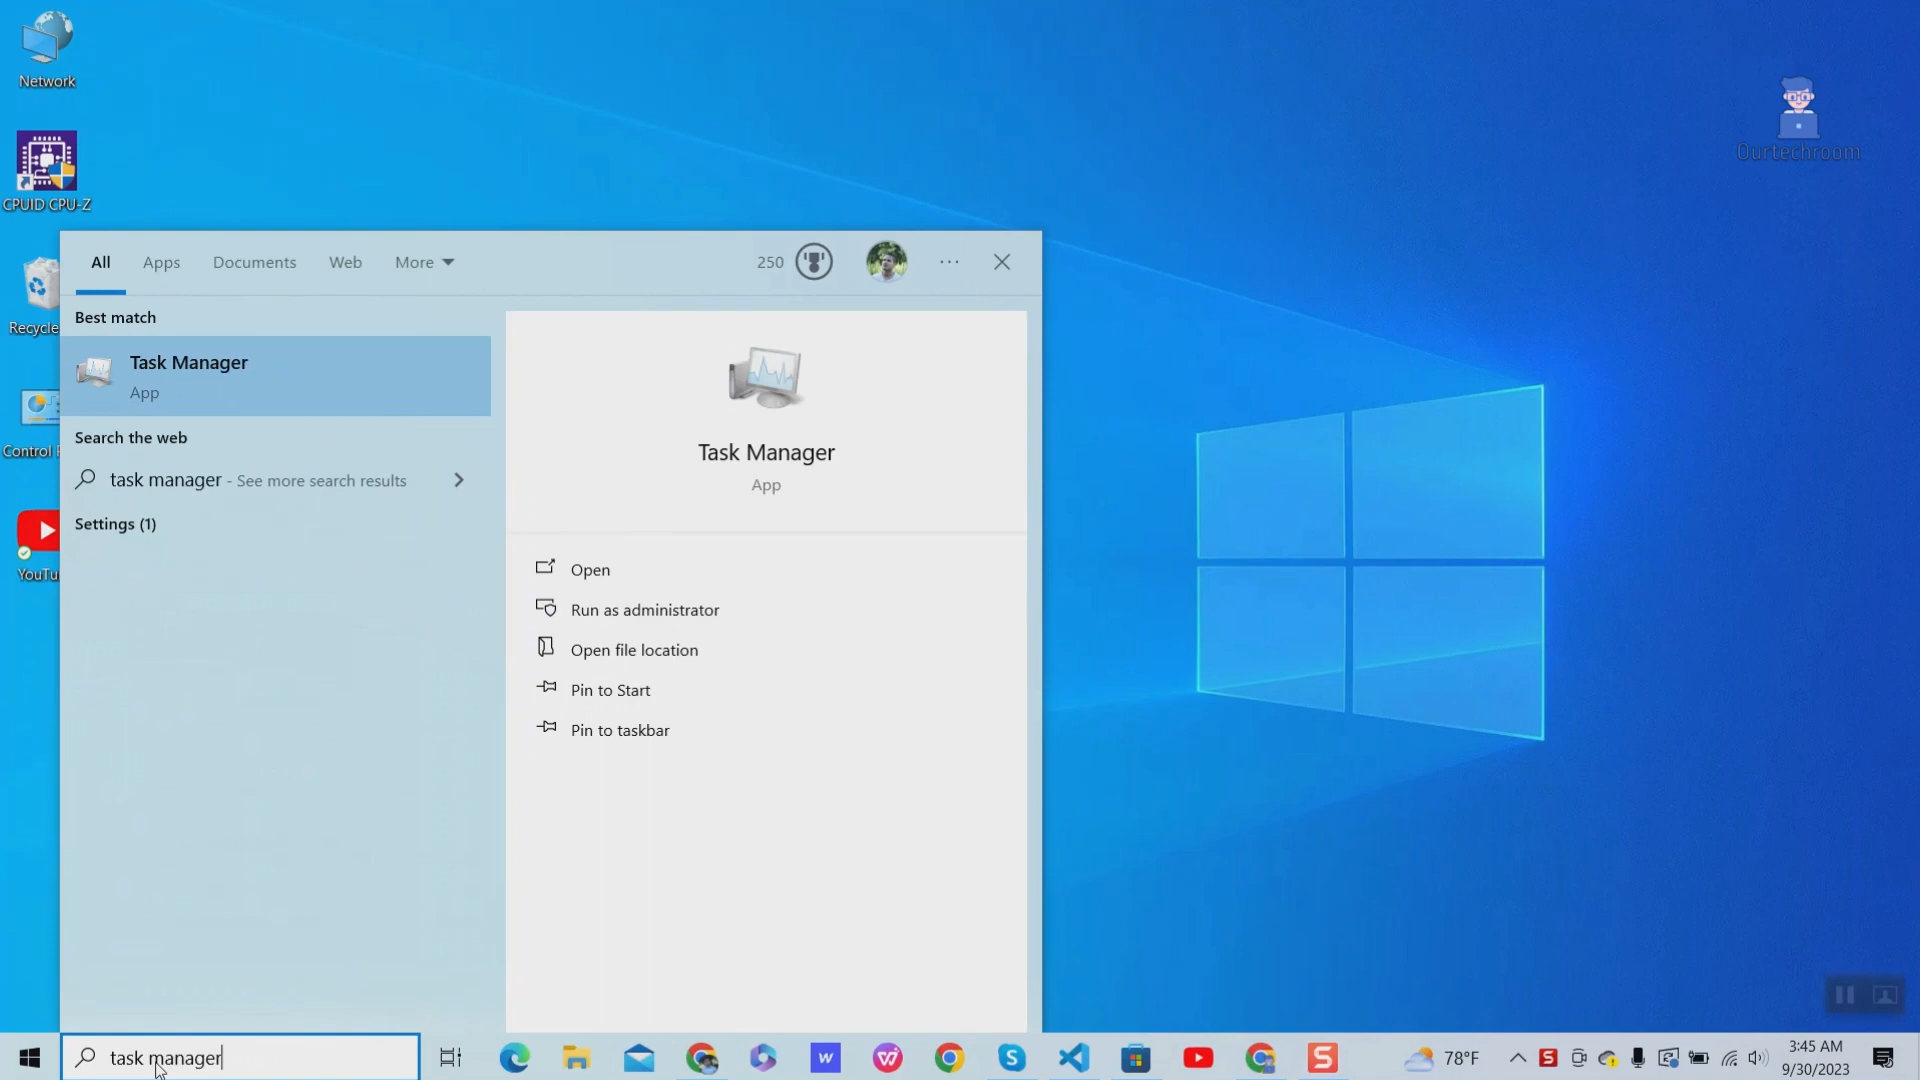 Network
CPUID CPU-Z
Recycle
Control
YouTu
Ourtechroom
All Apps Documents Web More
250
Best match
Task Manager
App
Search the web
task manager - See more search results
Settings (1)
Task Manager
App
Open
Run as administrator
Open file location
Pin to Start
Pin to taskbar
task manager
W
S
S
78°F
S
3:45 AM
9/30/2023